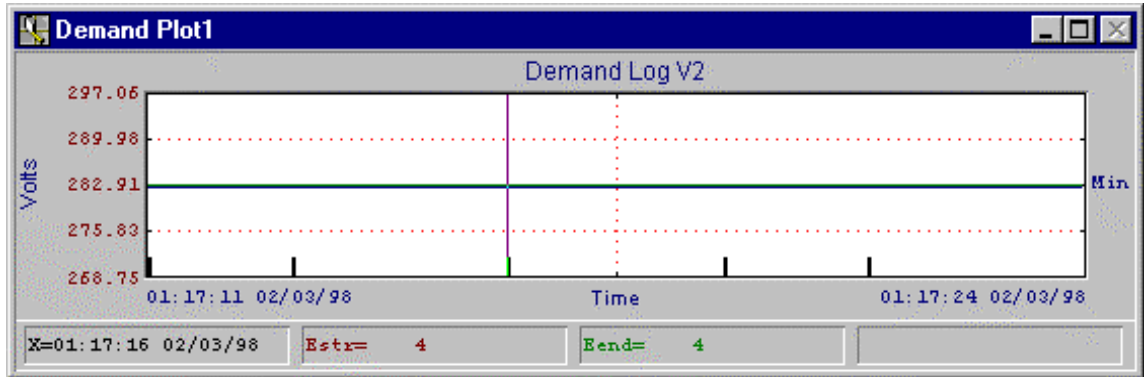 Demand Plot1
Demand Log V2
297.06
289.98
Volts
282.91
Min
275.83
268.75
01:17:11 02/03/98
Time
01:17:24 02/03/98
X=01:17:16 02/03/98
Estr= 4
Eend= 4